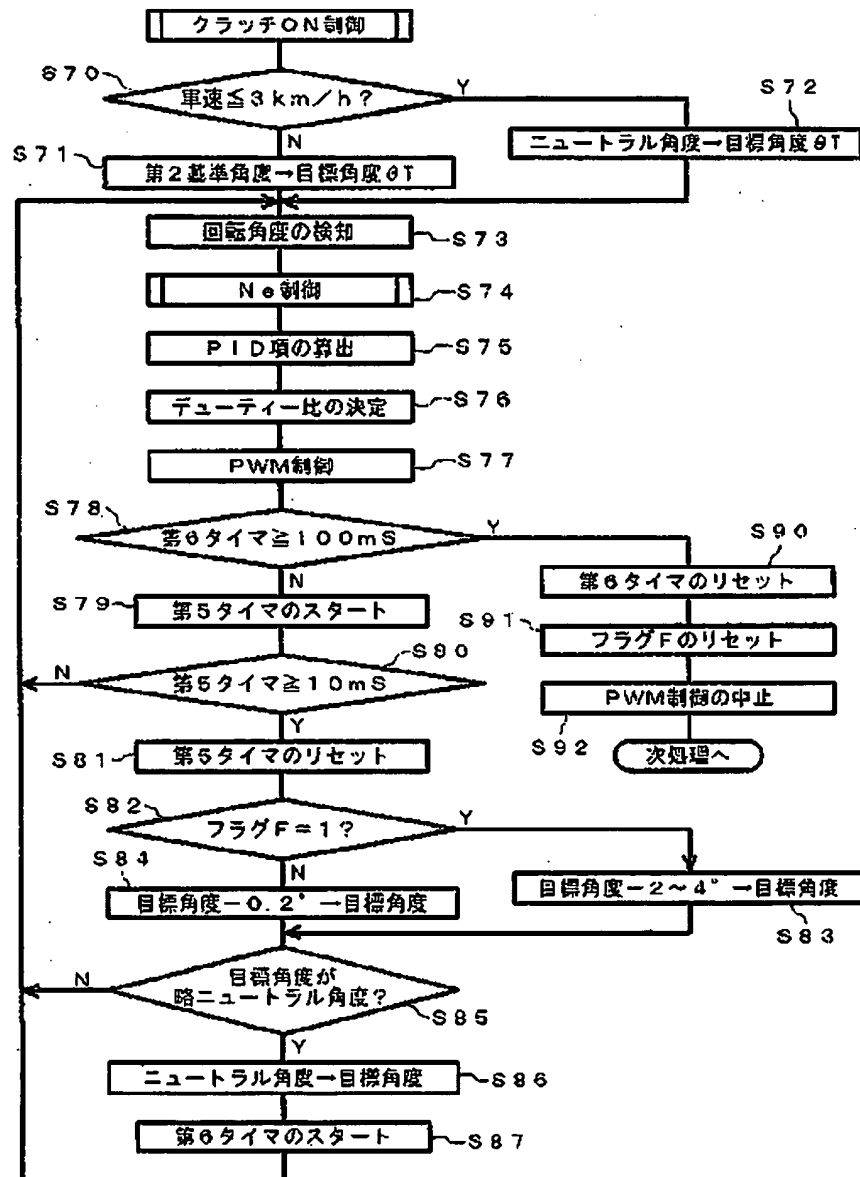 クラッチON制御
S70
車速≦3km/h?
Y
S72
N
ニュートラル角度→目標角度θT
S71
第2基準角度→目標角度θT
回転角度の検知
S73
Ne制御
S74
PID項の算出
S75
デューティー比の決定
S76
PWM制御
S77
S78
第6タイマ≧100mS
Y
S90
N
第6タイマのリセット
S79
第5タイマのスタート
S91
フラグFのリセット
S80
N
第5タイマ≧10mS
PWM制御の中止
Y
S92
S81
第5タイマのリセット
次処理へ
S82
フラグF=1?
Y
S84
N
目標角度-0.2°→目標角度
目標角度-2~4°→目標角度
S83
N
目標角度が
略ニュートラル角度?
S85
Y
ニュートラル角度→目標角度
S86
第6タイマのスタート
S87